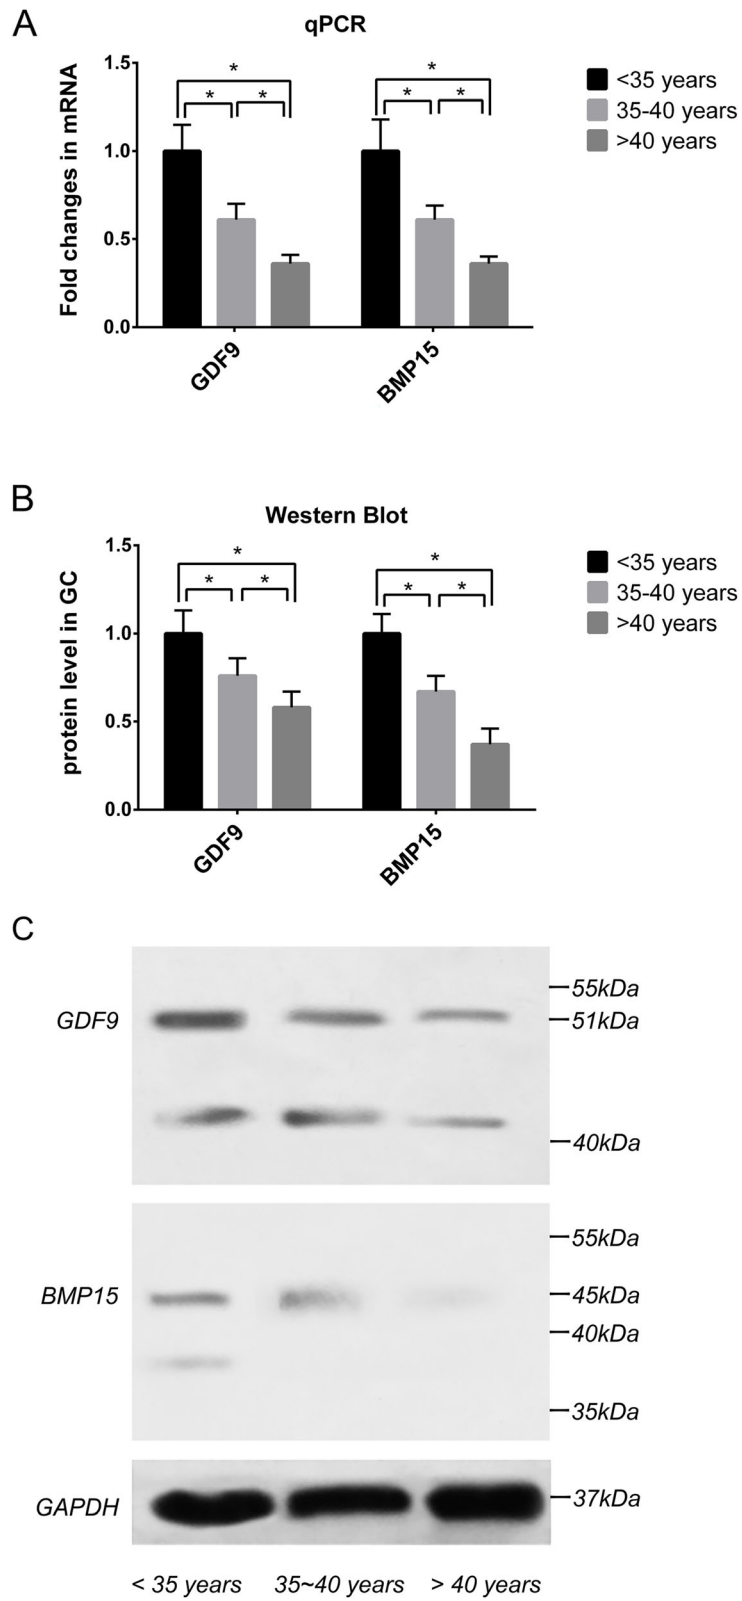 A
qPCR
Fold changes in mRNA
1.5
1.0
0.5
0.0
* * *
* * *
GDF9
BMP15
<35 years
35-40 years
>40 years
B
Western Blot
protein level in GC
1.5
1.0
0.5
0.0
* * *
* * *
GDF9
BMP15
<35 years
35-40 years
>40 years
C
GDF9
55kDa
51kDa
40kDa
BMP15
55kDa
45kDa
40kDa
35kDa
GAPDH
37kDa
< 35 years 35~40 years > 40 years